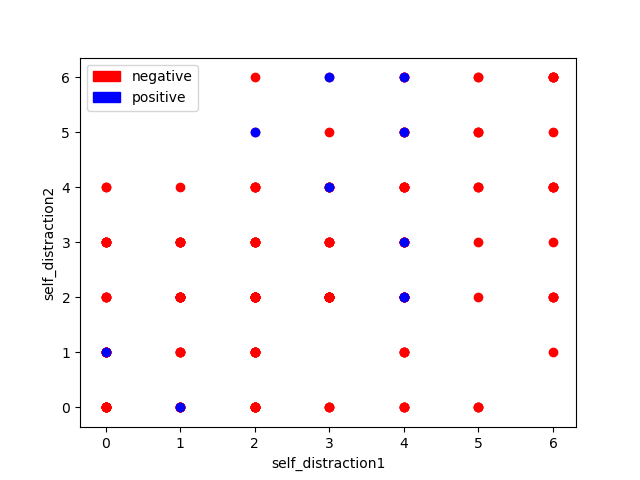 negative
positive
6
5
4
3
2
1
0
self_distraction2
0 1 2 3 4 5 6
self_distraction1